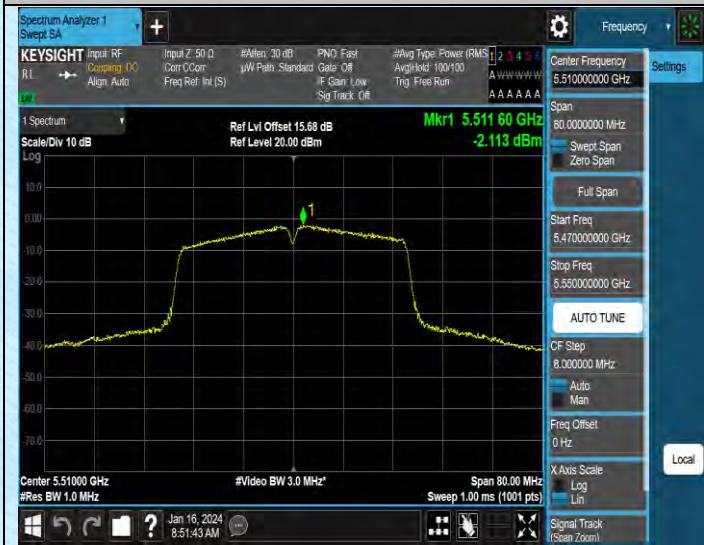 Spectrum Analyzer 1
Swept SA
+
Frequency
KEYSIGHT
Input: RF
Coupling: DC
Align: Auto
Input Z: 50 Ω
Corr CCorr
Freq Ref: Int (S)
#Atten: 30 dB
µW Path: Standard
PNO: Fast
Gate: Off
IF Gain: Low
Sig Track: Off
#Avg Type: Power (RMS
Avg|Hold: 100/100
Trig: Free Run
1 2 3 4 5 6
A W W W W W
A A A A A A
RL
Settings
1 Spectrum
Scale/Div 10 dB
Log
Ref Lvl Offset 15.68 dB
Ref Level 20.00 dBm
Mkr1 5.511 60 GHz
-2.113 dBm
10.0
0.00
-10.0
-20.0
-30.0
-40.0
-50.0
-60.0
-70.0
1
Center 5.51000 GHz
#Res BW 1.0 MHz
#Video BW 3.0 MHz*
Span 80.00 MHz
Sweep 1.00 ms (1001 pts)
Center Frequency
5.510000000 GHz
Span
80.0000000 MHz
Swept Span
Zero Span
Full Span
Start Freq
5.470000000 GHz
Stop Freq
5.550000000 GHz
AUTO TUNE
CF Step
8.000000 MHz
Auto
Man
Freq Offset
0 Hz
X Axis Scale
Log
Lin
Signal Track
(Span Zoom)
Local
?
Jan 16, 2024
8:51:43 AM